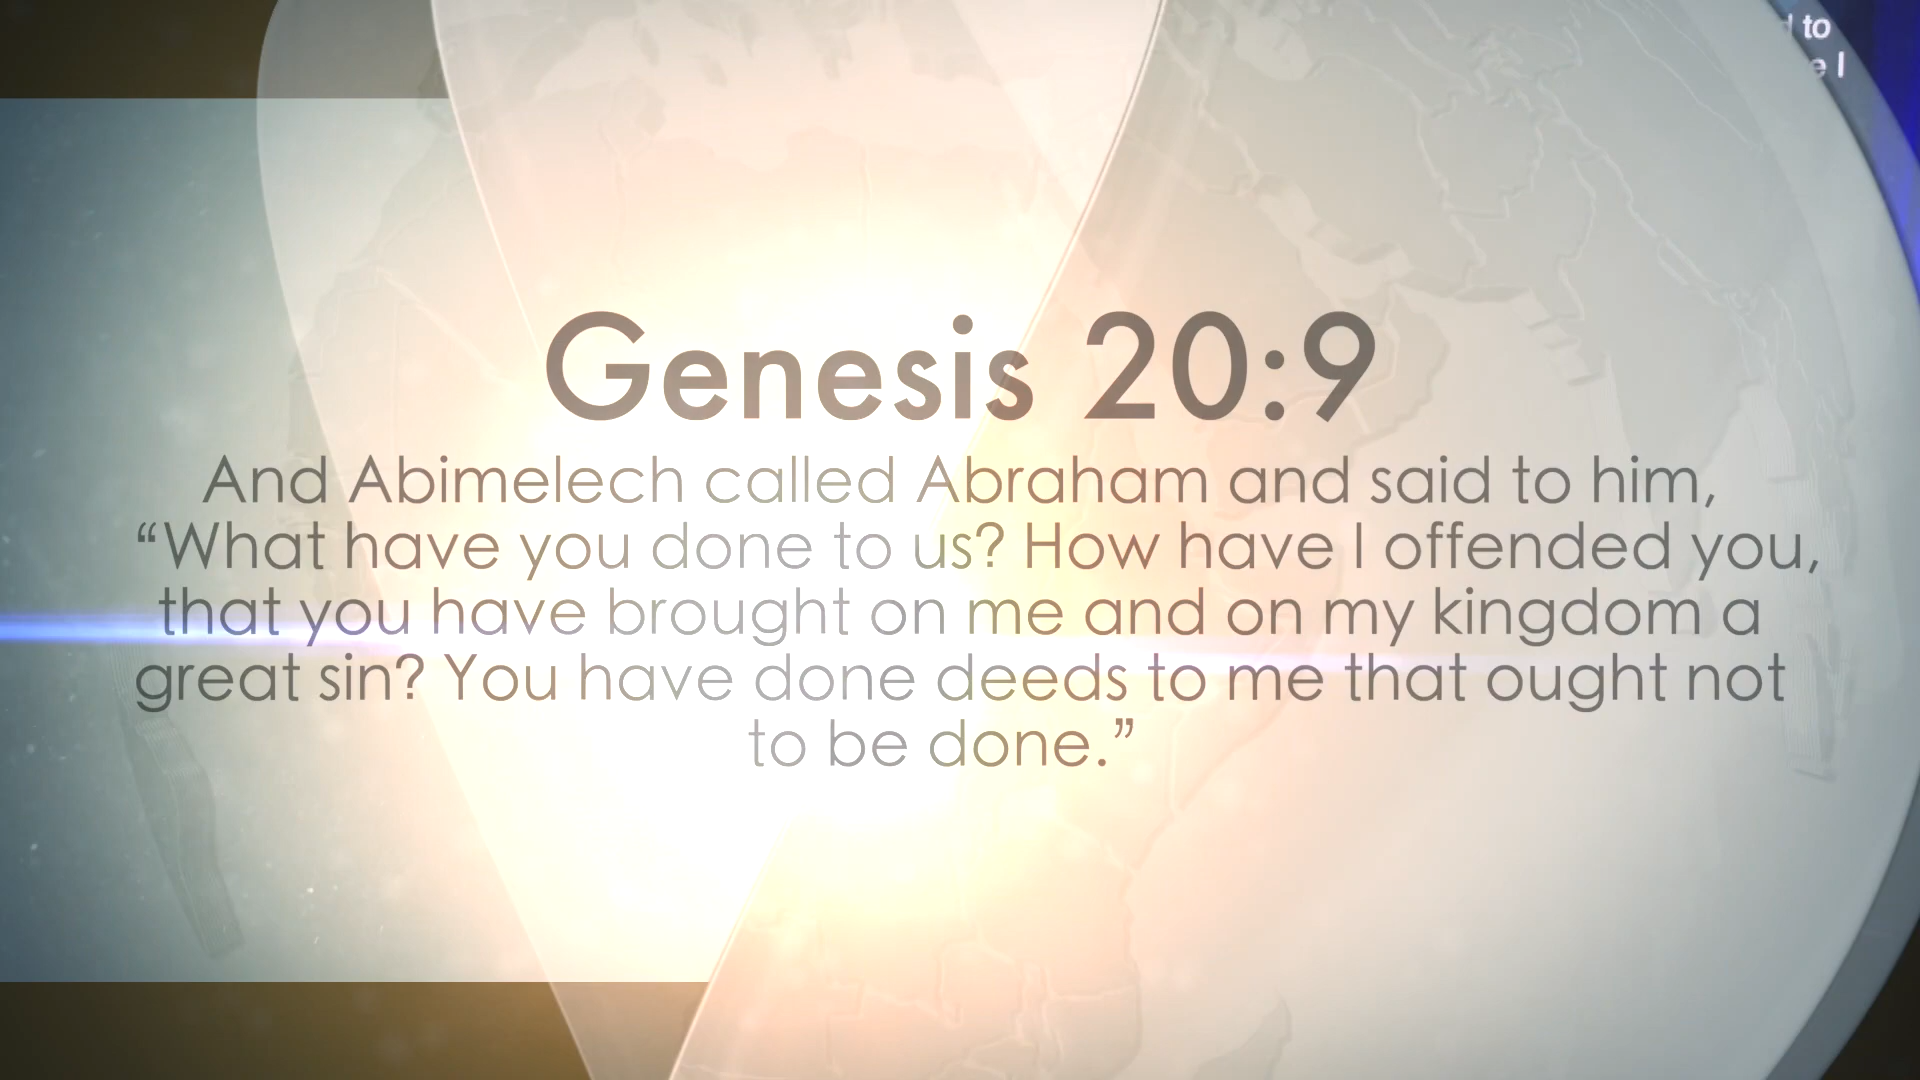 to
I
Genesis 20:9
And Abimelech called Abraham and said to him,
“What have you done to us? How have I offended you,
that you have brought on me and on my kingdom a
great sin? You have done deeds to me that ought not
to be done.”